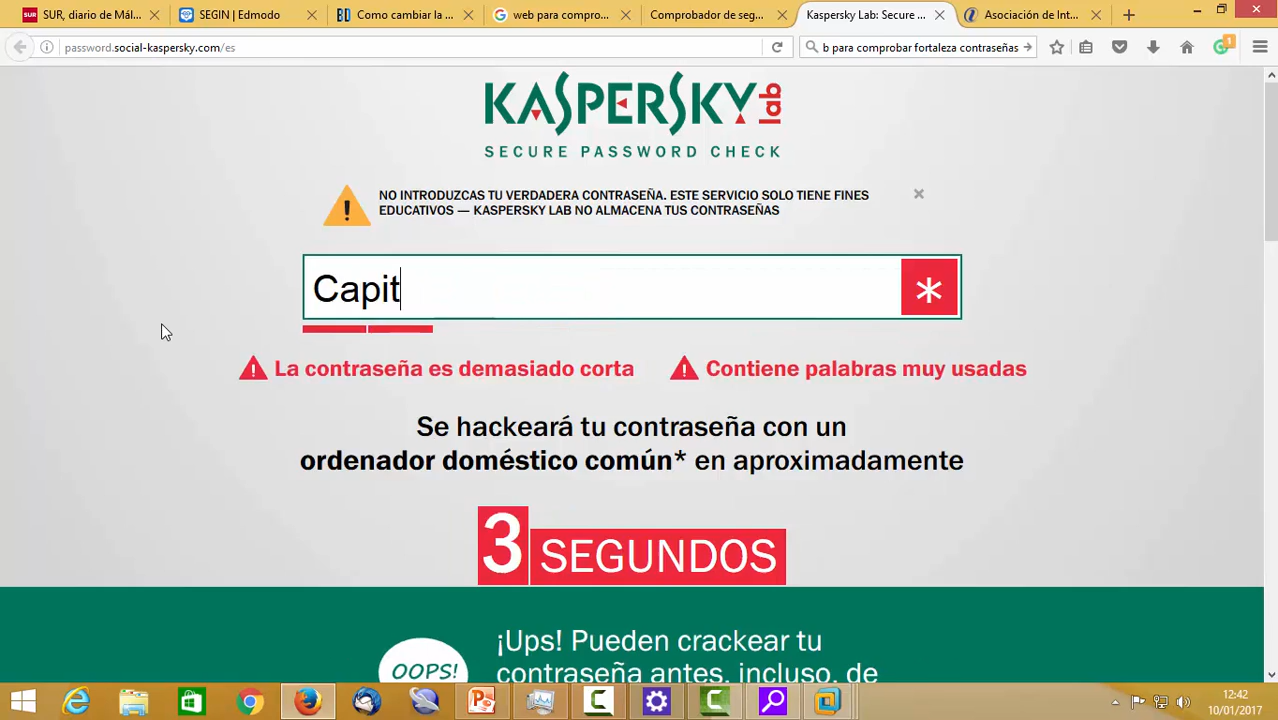 SUR, diario de Mál...
SEGIN | Edmodo
Como cambiar la ...
web para compro...
Comprobador de seg...
Kaspersky Lab: Secure ...
Asociación de Int...
password.social-kaspersky.com/es
b para comprobar fortaleza contraseñas
1
KASPERSKY lab
SECURE PASSWORD CHECK
NO INTRODUZCAS TU VERDADERA CONTRASEÑA. ESTE SERVICIO SOLO TIENE FINES
EDUCATIVOS — KASPERSKY LAB NO ALMACENA TUS CONTRASEÑAS
Capit
*
La contraseña es demasiado corta
Contiene palabras muy usadas
Se hackeará tu contraseña con un
ordenador doméstico común* en aproximadamente
3 SEGUNDOS
OOPS!
¡Ups! Pueden crackear tu
contraseña antes, incluso, de
12:42
10/01/2017